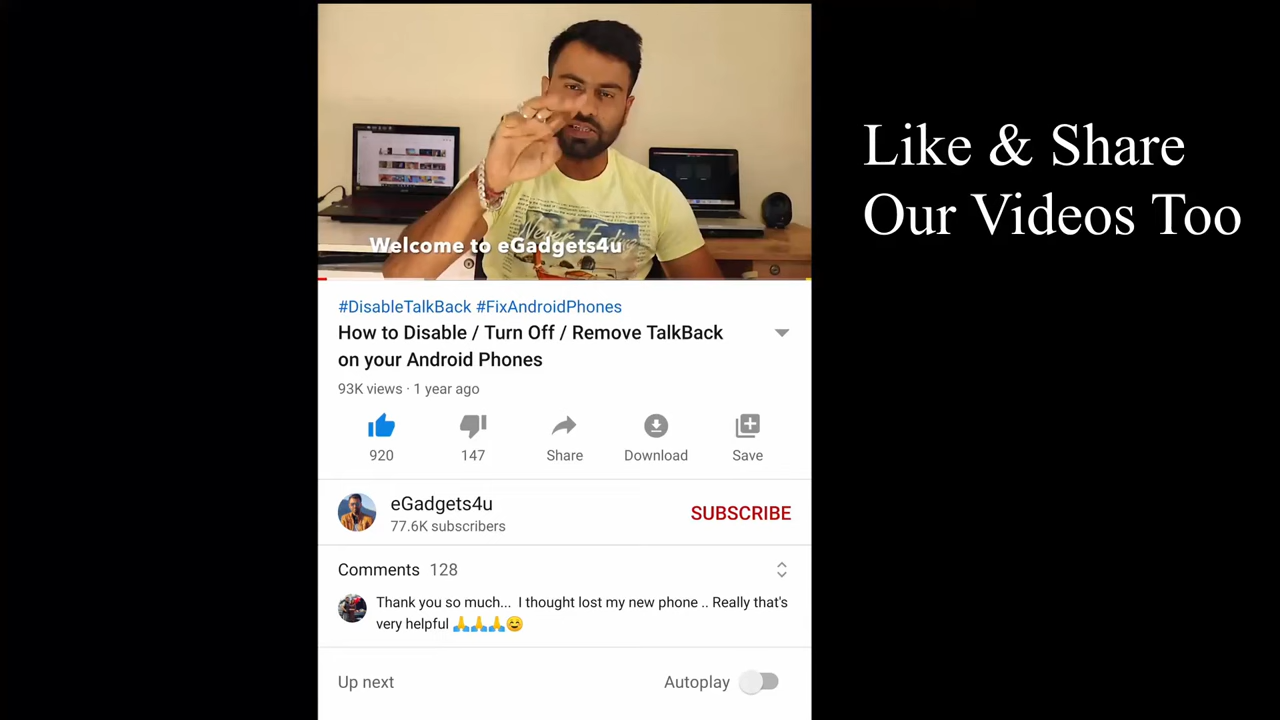 Like & Share
Our Videos Too
Welcome to eGadgets4u
#DisableTalkBack #FixAndroidPhones
How to Disable / Turn Off / Remove TalkBack
on your Android Phones
93K views · 1 year ago
920
147
Share
Download
Save
eGadgets4u
77.6K subscribers
SUBSCRIBE
Comments 128
Thank you so much... I thought lost my new phone .. Really that's
very helpful 🙏🙏🙏😊
Up next
Autoplay